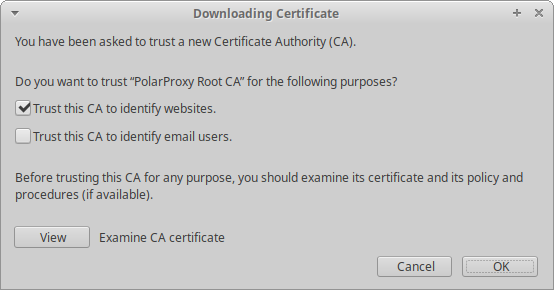 Downloading Certificate
You have been asked to trust a new Certificate Authority (CA).
Do you want to trust “PolarProxy Root CA” for the following purposes?
Trust this CA to identify websites.
Trust this CA to identify email users.
Before trusting this CA for any purpose, you should examine its certificate and its policy and
procedures (if available).
View Examine CA certificate
Cancel OK